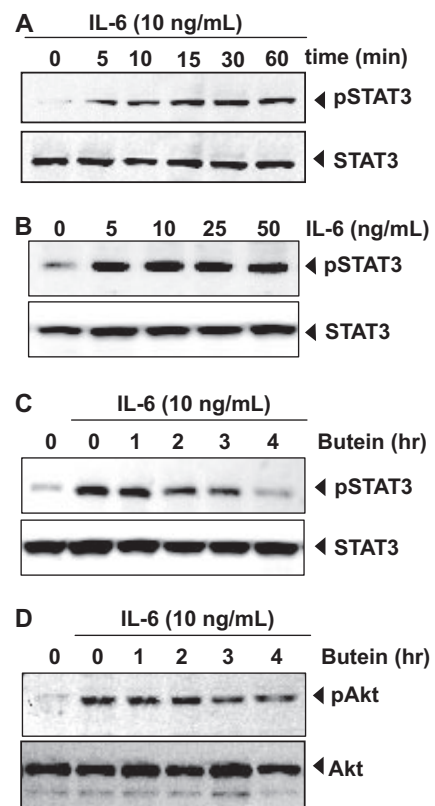 A IL-6 (10 ng/mL)
0 5 10 15 30 60 time (min)
pSTAT3
STAT3
B 0 5 10 25 50 IL-6 (ng/mL)
pSTAT3
STAT3
C IL-6 (10 ng/mL)
0 0 1 2 3 4 Butein (hr)
pSTAT3
STAT3
D IL-6 (10 ng/mL)
0 0 1 2 3 4 Butein (hr)
pAkt
Akt